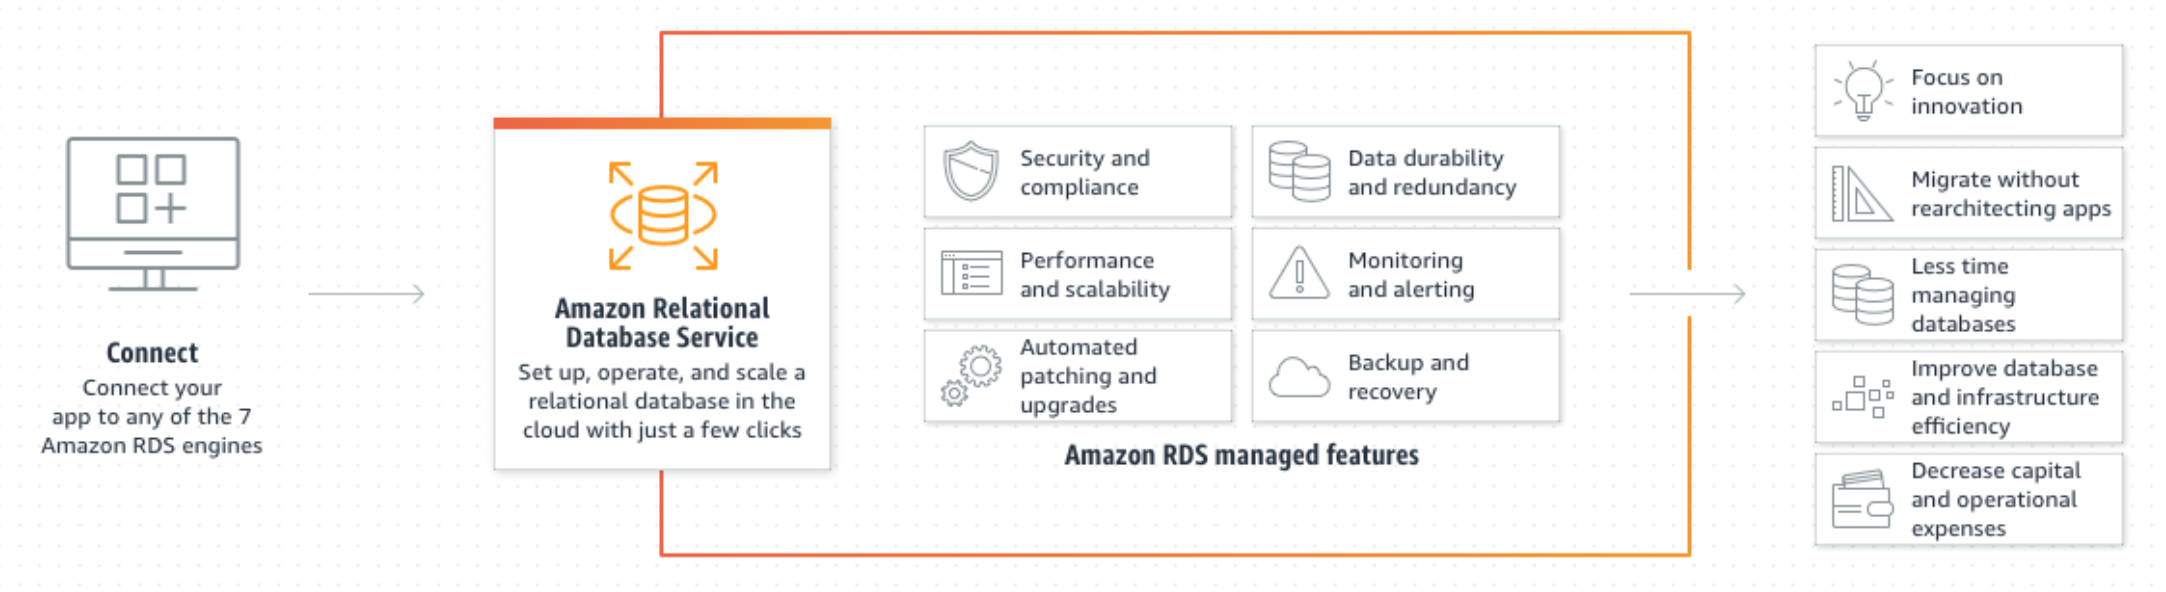 Connect
Connect your
app to any of the 7
Amazon RDS engines
Amazon Relational
Database Service
Set up, operate, and scale a
relational database in the
cloud with just a few clicks
Security and
compliance
Data durability
and redundancy
Performance
and scalability
Monitoring
and alerting
Automated
patching and
upgrades
Backup and
recovery
Amazon RDS managed features
Focus on
innovation
Migrate without
rearchitecting apps
Less time
managing
databases
Improve database
and infrastructure
efficiency
Decrease capital
and operational
expenses